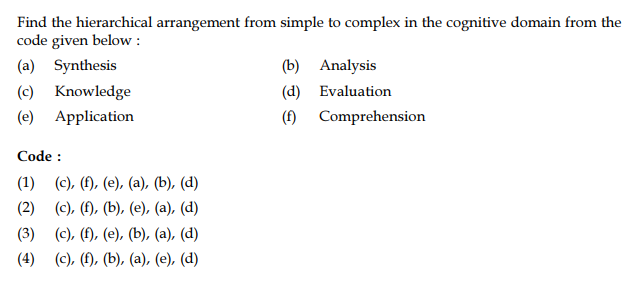 Find the hierarchical arrangement from simple to complex in the cognitive domain from the
code given below :
(a) Synthesis (b) Analysis
(c) Knowledge (d) Evaluation
(e) Application (f) Comprehension
Code :
(1) (c), (f), (e), (a), (b), (d)
(2) (c), (f), (b), (e), (a), (d)
(3) (c), (f), (e), (b), (a), (d)
(4) (c), (f), (b), (a), (e), (d)